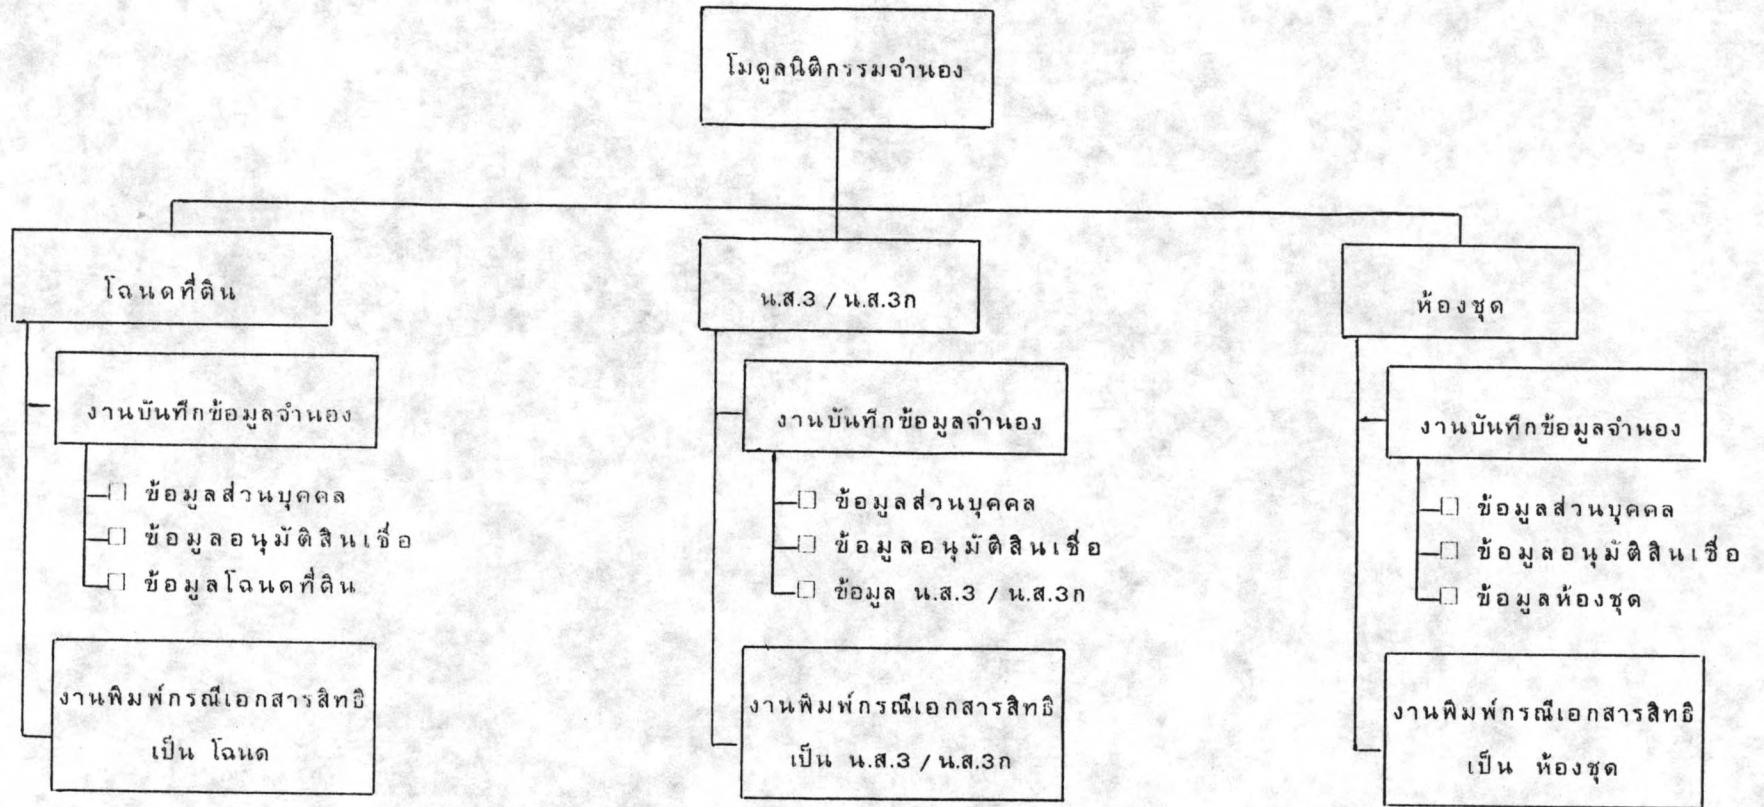 โมดูลนิติกรรมจำนอง
โฉนดที่ดิน
งานบันทึกข้อมูลจำนอง
ข้อมูลส่วนบุคคล
ข้อมูลอนุมัติสินเชื่อ
ข้อมูลโฉนดที่ดิน
งานพิมพ์กรณีเอกสารสิทธิ
เป็น โฉนด
น.ส.3 / น.ส.3ก
งานบันทึกข้อมูลจำนอง
ข้อมูลส่วนบุคคล
ข้อมูลอนุมัติสินเชื่อ
ข้อมูล น.ส.3 / น.ส.3ก
งานพิมพ์กรณีเอกสารสิทธิ
เป็น น.ส.3 / น.ส.3ก
ห้องชุด
งานบันทึกข้อมูลจำนอง
ข้อมูลส่วนบุคคล
ข้อมูลอนุมัติสินเชื่อ
ข้อมูลห้องชุด
งานพิมพ์กรณีเอกสารสิทธิ
เป็น ห้องชุด